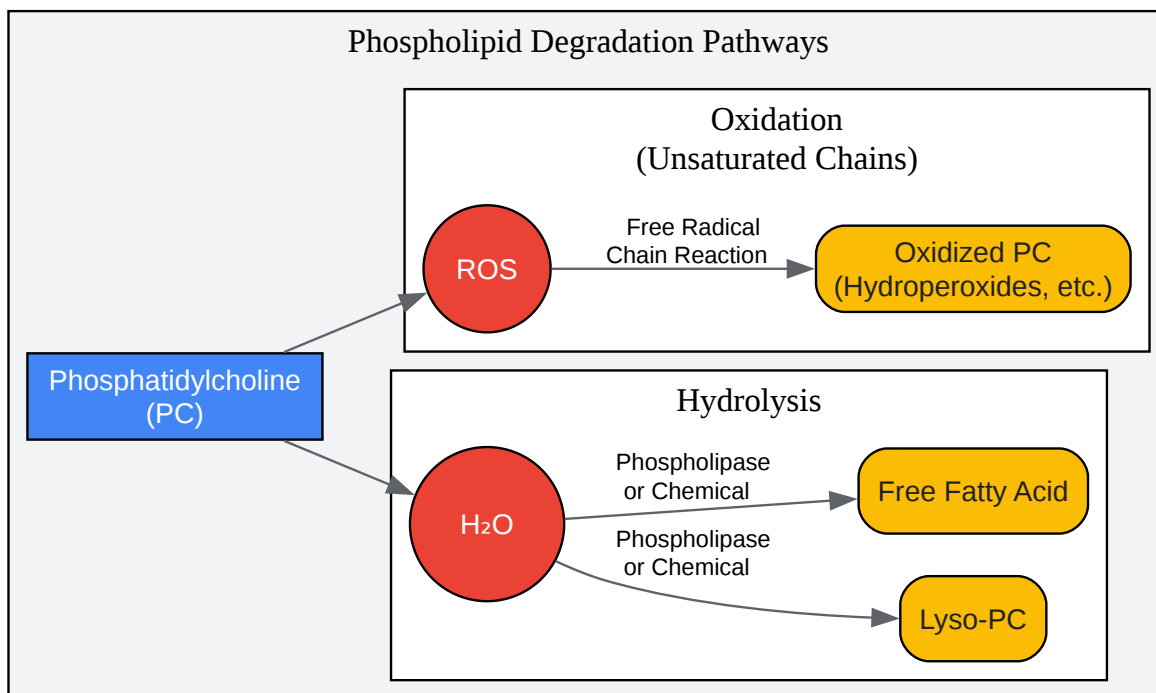 Phospholipid Degradation Pathways
Oxidation
(Unsaturated Chains)
Free Radical
Chain Reaction
ROS
Oxidized PC
(Hydroperoxides, etc.)
Phosphatidylcholine
(PC)
Hydrolysis
Phospholipase
or Chemical
Free Fatty Acid
H₂O
Phospholipase
or Chemical
Lyso-PC